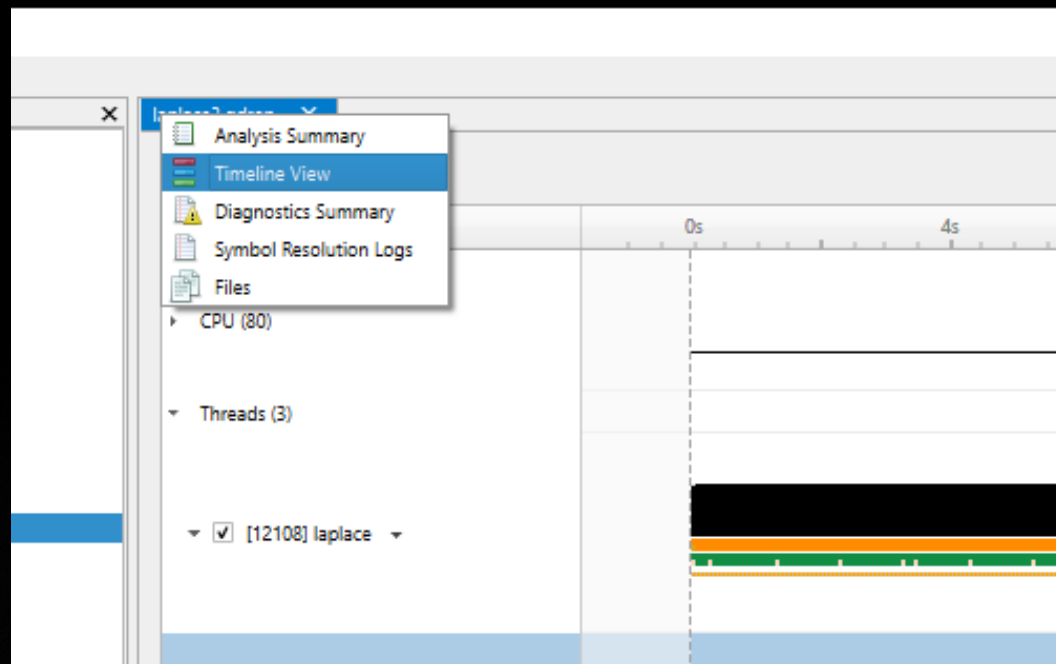 Analysis Summary
Timeline View
Diagnostics Summary
Symbol Resolution Logs
Files
0s 4s
CPU (80)
Threads (3)
[12108] laplace